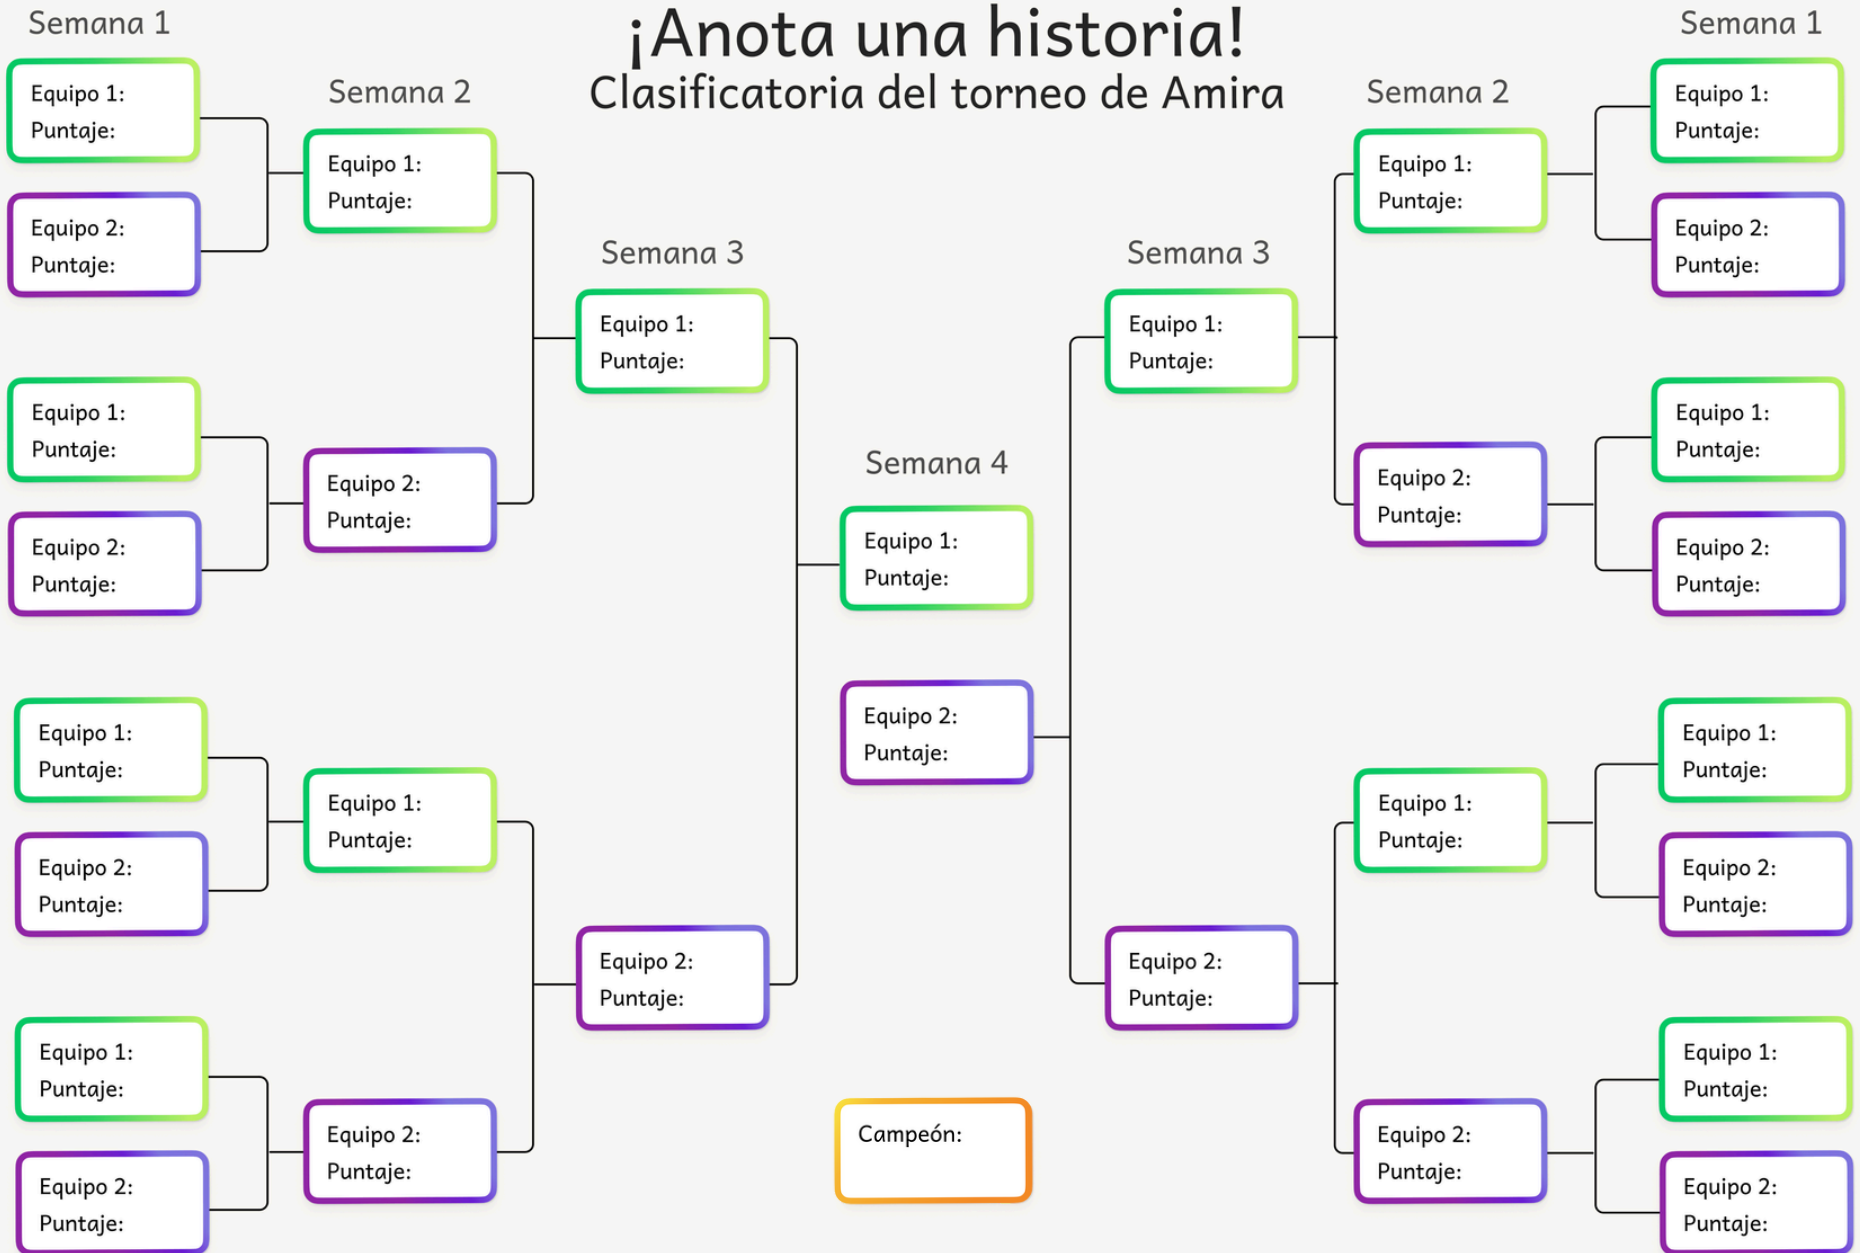 ¡Anota una historia!
Clasificatoria del torneo de Amira
Semana 1
Equipo 1:
Puntaje:
Equipo 2:
Puntaje:
Equipo 1:
Puntaje:
Equipo 2:
Puntaje:
Equipo 1:
Puntaje:
Equipo 2:
Puntaje:
Equipo 1:
Puntaje:
Equipo 2:
Puntaje:
Semana 2
Equipo 1:
Puntaje:
Equipo 2:
Puntaje:
Equipo 1:
Puntaje:
Equipo 2:
Puntaje:
Semana 3
Equipo 1:
Puntaje:
Equipo 2:
Puntaje:
Semana 4
Equipo 1:
Puntaje:
Equipo 2:
Puntaje:
Campeón:
Semana 3
Equipo 1:
Puntaje:
Equipo 2:
Puntaje:
Semana 2
Equipo 1:
Puntaje:
Equipo 2:
Puntaje:
Equipo 1:
Puntaje:
Equipo 2:
Puntaje:
Semana 1
Equipo 1:
Puntaje:
Equipo 2:
Puntaje:
Equipo 1:
Puntaje:
Equipo 2:
Puntaje:
Equipo 1:
Puntaje:
Equipo 2:
Puntaje:
Equipo 1:
Puntaje:
Equipo 2:
Puntaje: